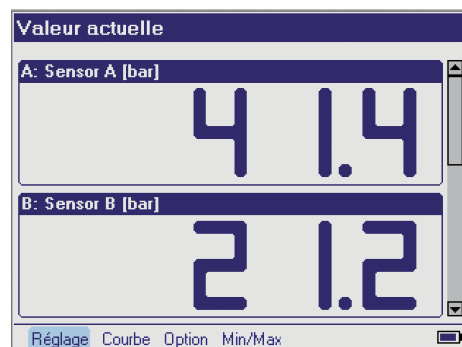 Valeur actuelle
A: Sensor A [bar]
41.4
B: Sensor B [bar]
21.2
Réglage Courbe Option Min/Max